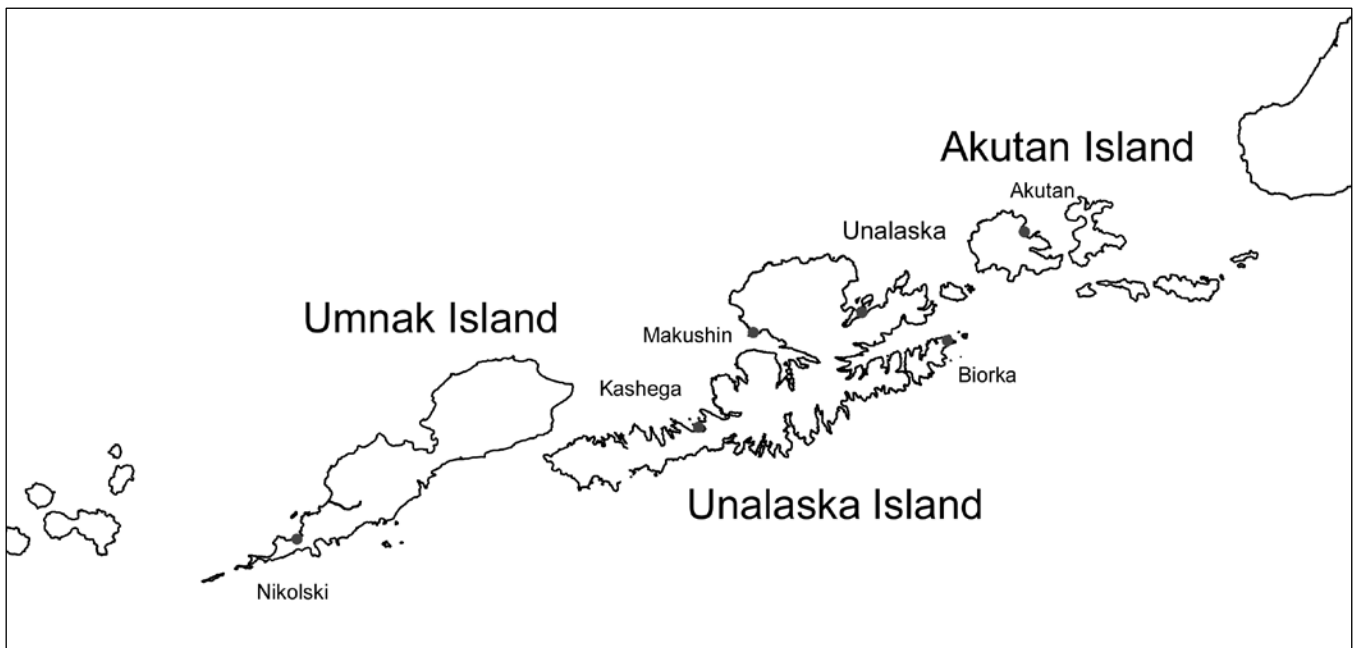 Akutan Island
Akutan
Unalaska
Umnak Island
Makushin
Biorka
Kashega
Unalaska Island
Nikolski